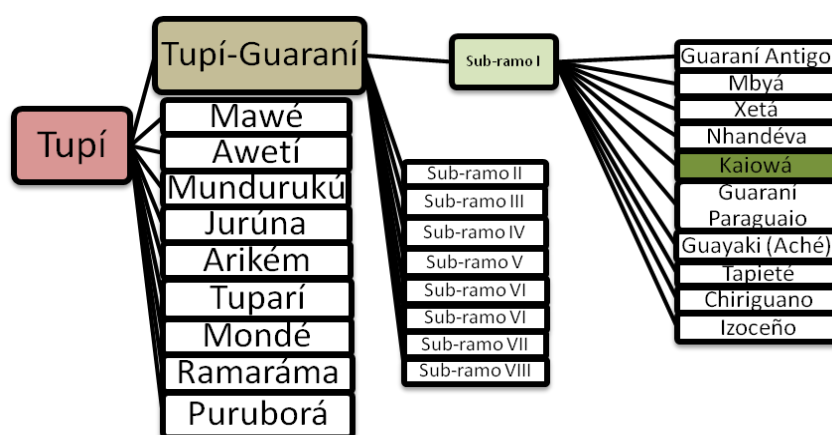 Tupí
Tupí-Guaraní
Mawé
Awetí
Mundurukú
Jurúna
Arikém
Tuparí
Mondé
Ramaráma
Puruborá
Sub-ramo I
Sub-ramo II
Sub-ramo III
Sub-ramo IV
Sub-ramo V
Sub-ramo VI
Sub-ramo VI
Sub-ramo VII
Sub-ramo VIII
Guaraní Antigo
Mbyá
Xetá
Nhandéva
Kaiowá
Guaraní
Paraguaio
Guayaki (Aché)
Tapieté
Chiriguano
Izoceño